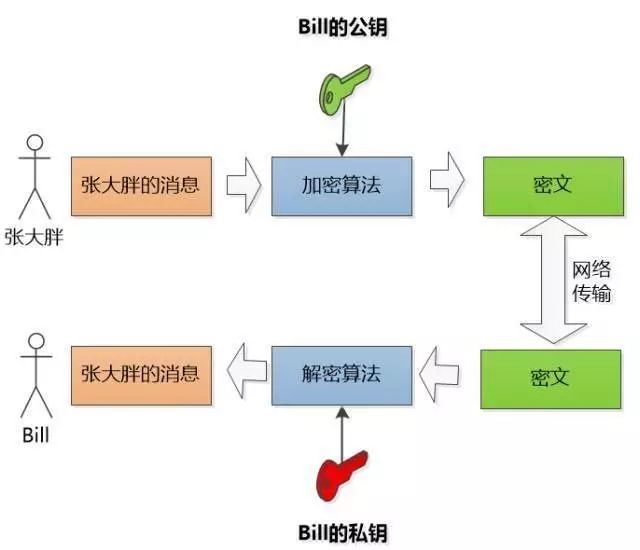 Bill的公钥
张大胖的消息
加密算法
密文
张大胖
网络
传输
张大胖的消息
解密算法
密文
Bill
Bill的私钥